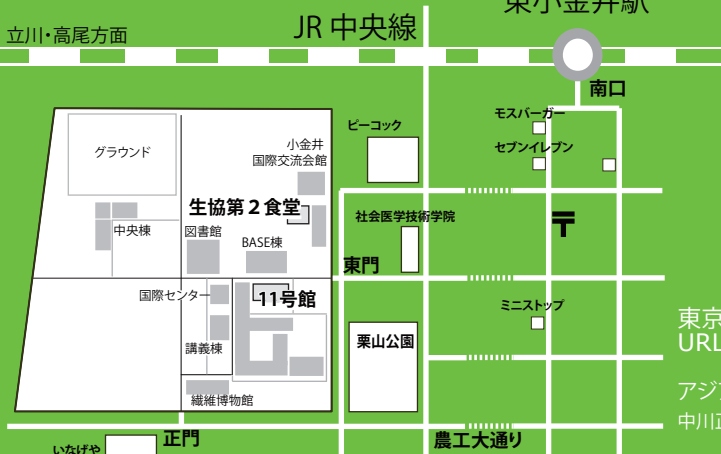 東小金井駅
JR 中央線
立川・高尾方面
南口
モスバーガー
ピーコック
セブンイレブン
グラウンド
小金井
国際交流会館
生協第２食堂
社会医学技術学院
〒
中央棟
図書館
BASE棟
東門
国際センター
11号館
ミニストップ
東京
URL
栗山公園
講義棟
アジア
中川正
繊維博物館
正門
農工大通り
いなげや